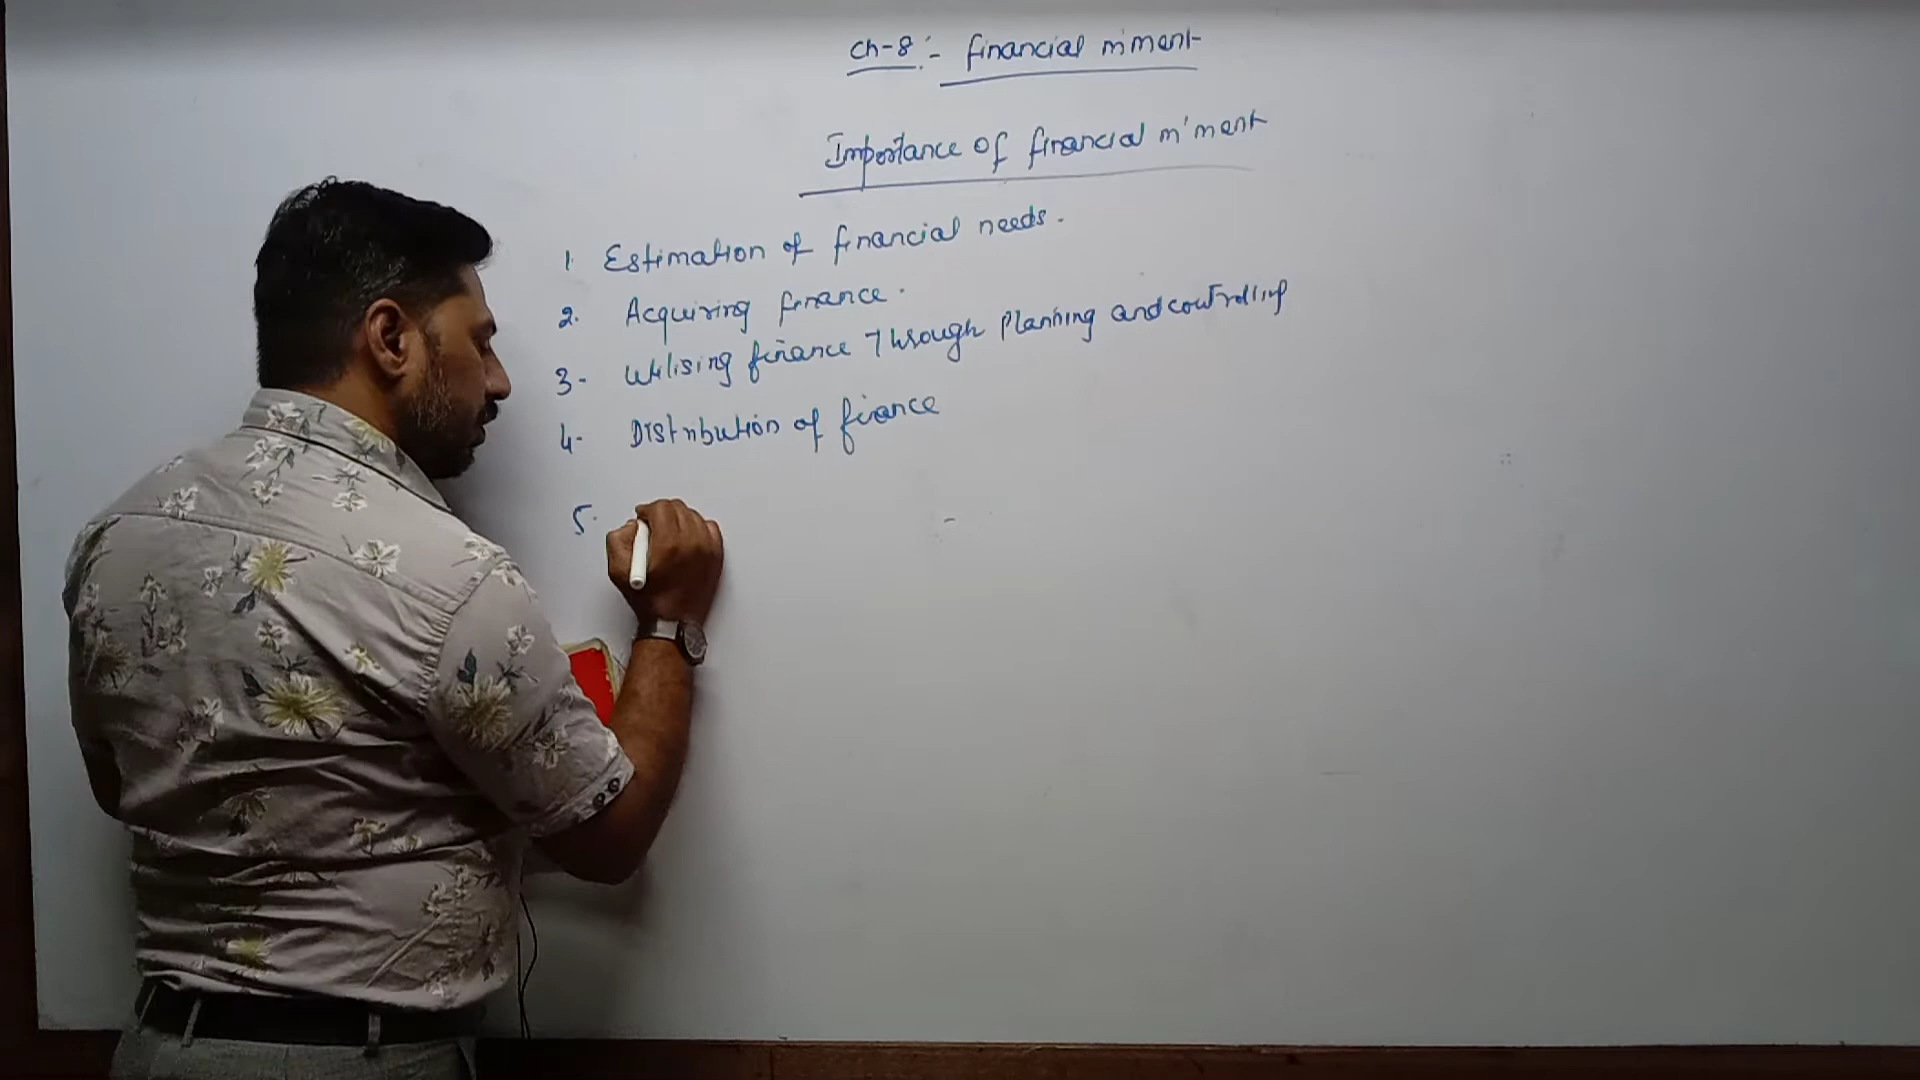 Ch-8:- financial m'ment
Importance of financial m'ment
1. Estimation of financial needs.
2. Acquiring finance.
3- Utilising finance Through planning and controlling
4- Distribution of finance
5.